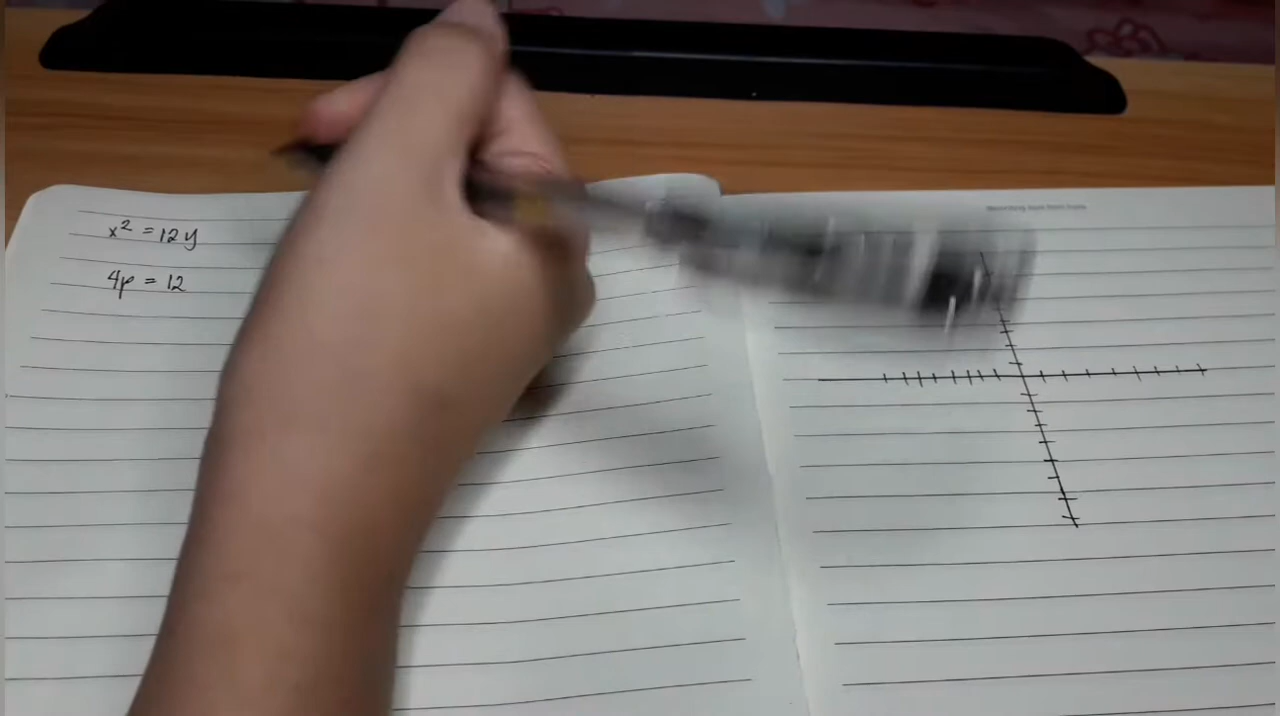 x² = 12y
4p = 12